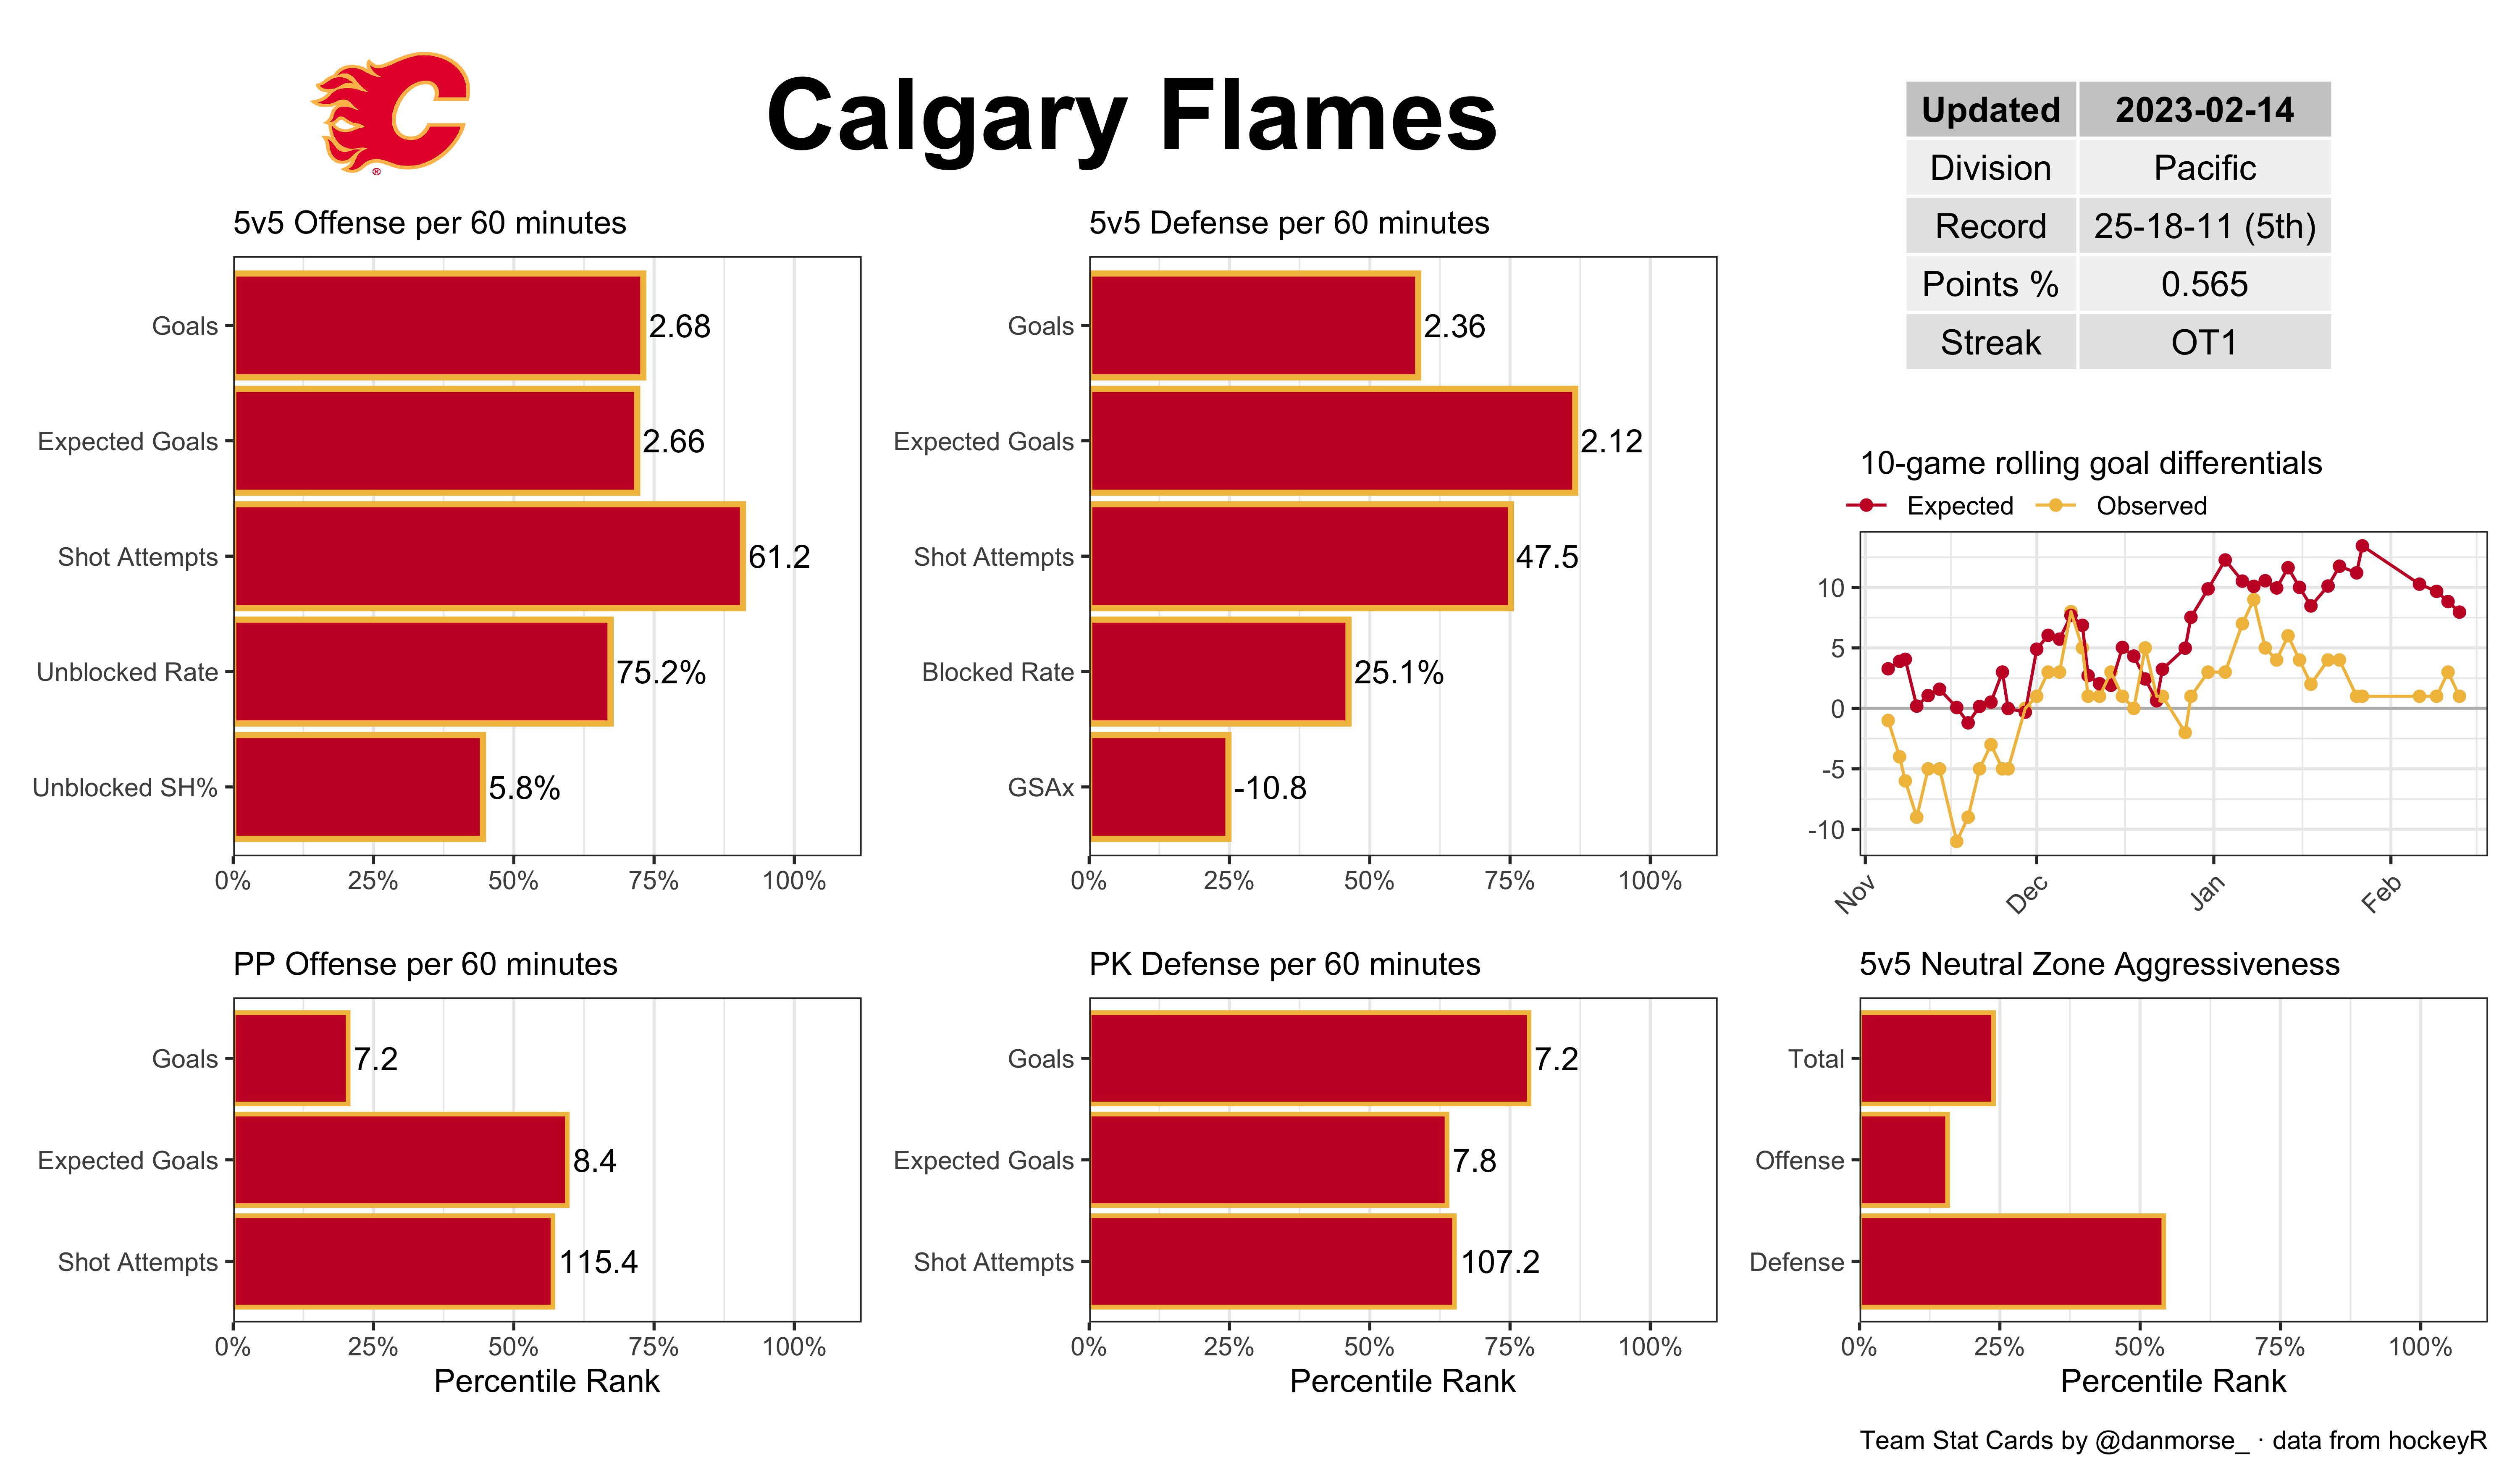 Calgary Flames
Updated 2023-02-14
Division Pacific
Record 25-18-11 (5th)
Points % 0.565
Streak OT1
5v5 Offense per 60 minutes
Goals 2.68
Expected Goals 2.66
Shot Attempts 61.2
Unblocked Rate 75.2%
Unblocked SH% 5.8%
0% 25% 50% 75% 100%
5v5 Defense per 60 minutes
Goals 2.36
Expected Goals 2.12
Shot Attempts 47.5
Blocked Rate 25.1%
GSAx -10.8
0% 25% 50% 75% 100%
10-game rolling goal differentials
Expected Observed
10
5
0
-5
-10
Nov Dec Jan Feb
PP Offense per 60 minutes
Goals 7.2
Expected Goals 8.4
Shot Attempts 115.4
0% 25% 50% 75% 100%
Percentile Rank
PK Defense per 60 minutes
Goals 7.2
Expected Goals 7.8
Shot Attempts 107.2
0% 25% 50% 75% 100%
Percentile Rank
5v5 Neutral Zone Aggressiveness
Total
Offense
Defense
0% 25% 50% 75% 100%
Percentile Rank
Team Stat Cards by @danmorse_ · data from hockeyR